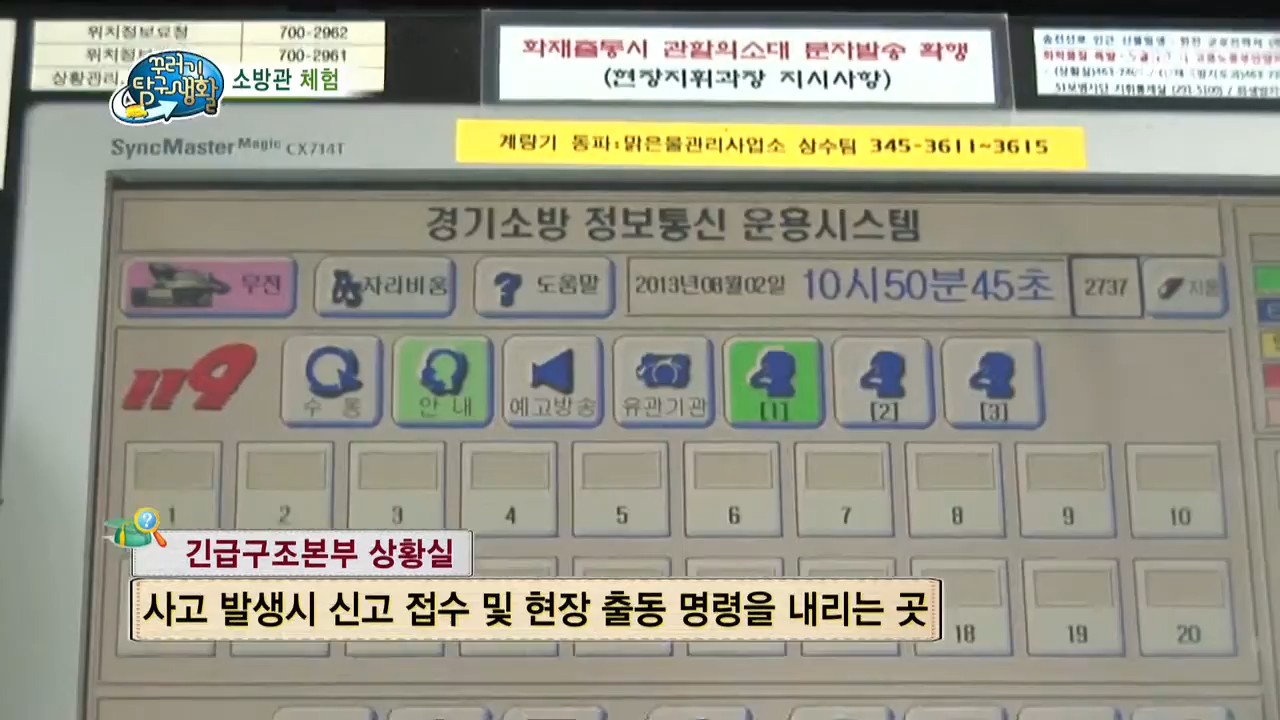 위치정보요청 700-2962
위치정보 700-2961
상황관리
꾸러기 탐구생활
소방관 체험
화재출동시 관할의소대 문자발송 확행
(현장지휘과장 지시사항)
SyncMaster Magic CX714T
계량기 동파:맑은물관리사업소 상수팀 345-3611~3615
경기소방 정보통신 운용시스템
무전
자리비움
도움말
2013년08월02일 10시50분45초
2737
지움
119
수동
안내
예고방송
유관기관
[1]
[2]
[3]
1 2 3 4 5 6 7 8 9 10
긴급구조본부 상황실
사고 발생시 신고 접수 및 현장 출동 명령을 내리는 곳
18 19 20